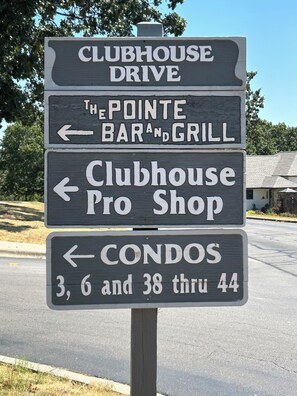 CLUBHOUSE
DRIVE
THE POINTE
BAR AND GRILL
Clubhouse
Pro Shop
CONDOS
3, 6 and 38 thru 44